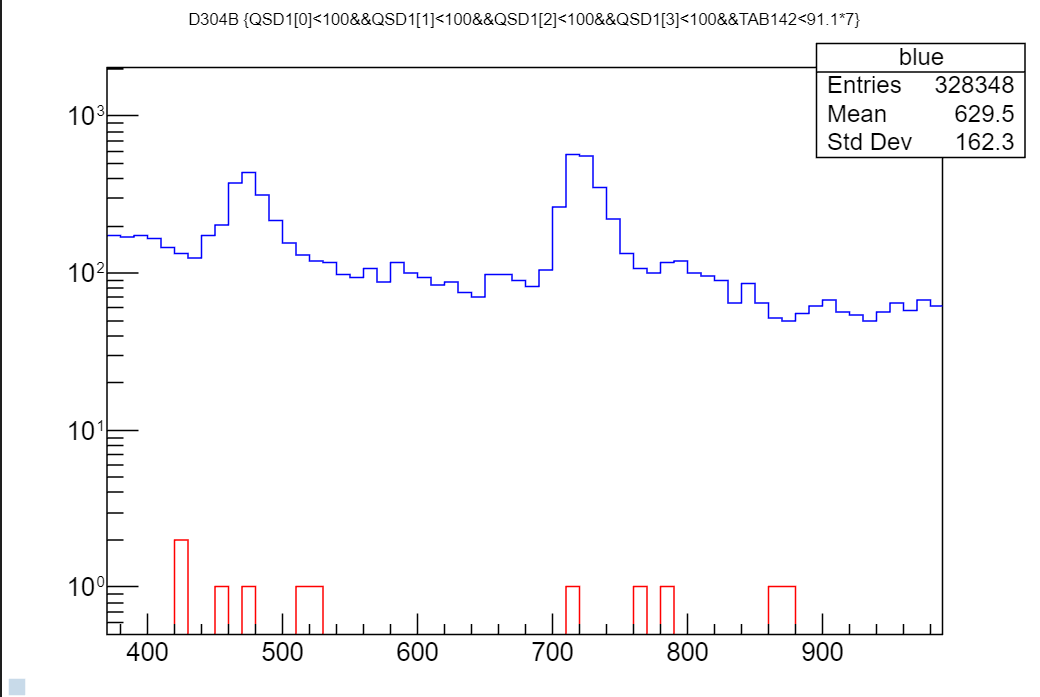 D304B {QSD1[0]<100&&QSD1[1]<100&&QSD1[2]<100&&QSD1[3]<100&&TAB142<91.1*7}
blue
Entries 328348
Mean 629.5
Std Dev 162.3
10³
10²
10¹
10⁰
400 500 600 700 800 900